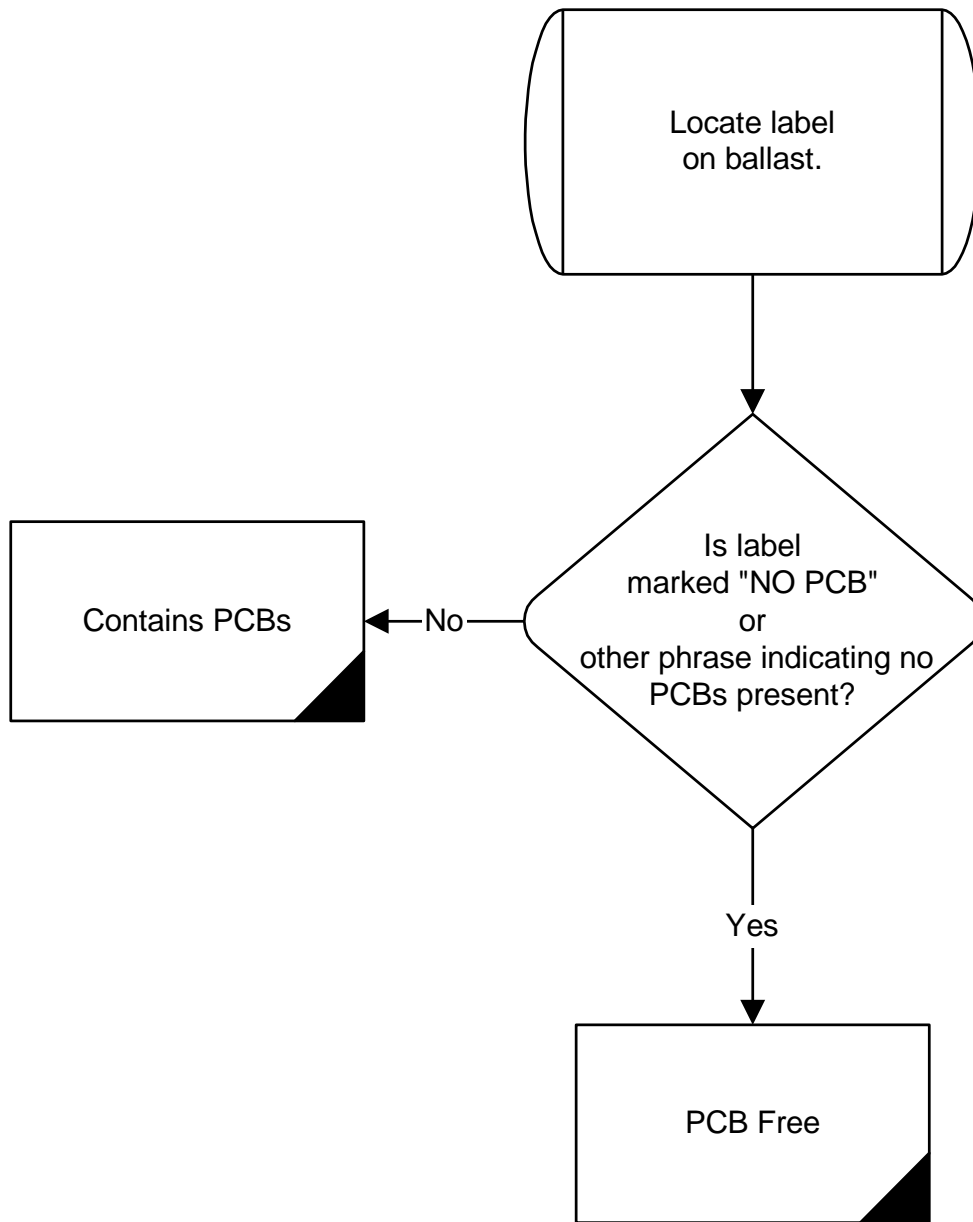 Locate label
on ballast.
Is label
marked "NO PCB"
or
other phrase indicating no
PCBs present?
No
Contains PCBs
Yes
PCB Free